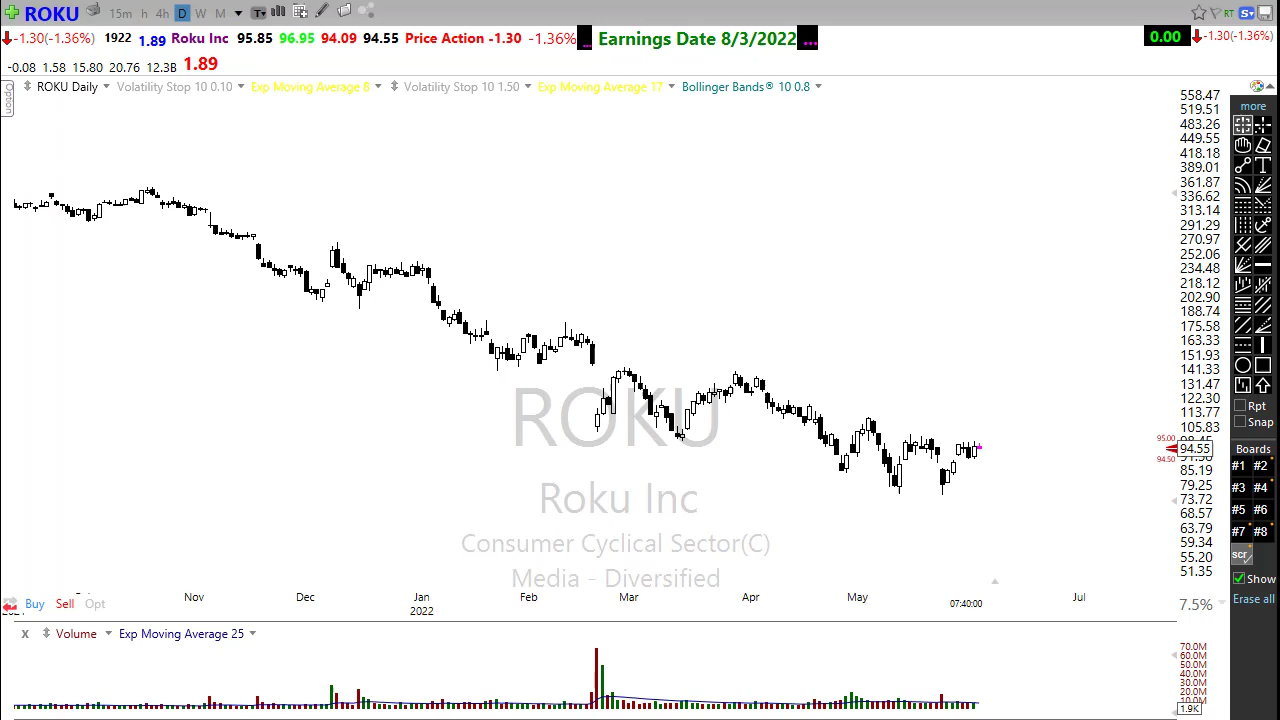 ROKU 15m h 4h D W M T RT S
-1.30(-1.36%) 1922 1.89 Roku Inc 95.85 96.95 94.09 94.55 Price Action -1.30 -1.36% ... Earnings Date 8/3/2022 ... 0.00 -1.30(-1.36%)
-0.08 1.58 15.80 20.76 12.3B 1.89
Option
ROKU Daily Volatility Stop 10 0.10 Exp Moving Average 8 Volatility Stop 10 1.50 Exp Moving Average 17 Bollinger Bands® 10 0.8
558.47
519.51
483.26
449.55
418.18
389.01
361.87
336.62
313.14
291.29
270.97
252.06
234.48
218.12
202.90
188.74
175.58
163.33
151.93
141.33
131.47
122.30
113.77
105.83
95.00
94.55
94.50
85.19
79.25
73.72
68.57
63.79
59.34
55.20
51.35
more
T
Rpt
Snap
Boards
#1 #2
#3 #4
#5 #6
#7 #8
scr
Show
Erase all
ROKU
Roku Inc
Consumer Cyclical Sector(C)
Media - Diversified
Nov Dec Jan Feb Mar Apr May Jul
2022 07:40:00
Buy Sell Opt
7.5%
X Volume Exp Moving Average 25
70.0M
60.0M
50.0M
40.0M
30.0M
20.0M
1.9K